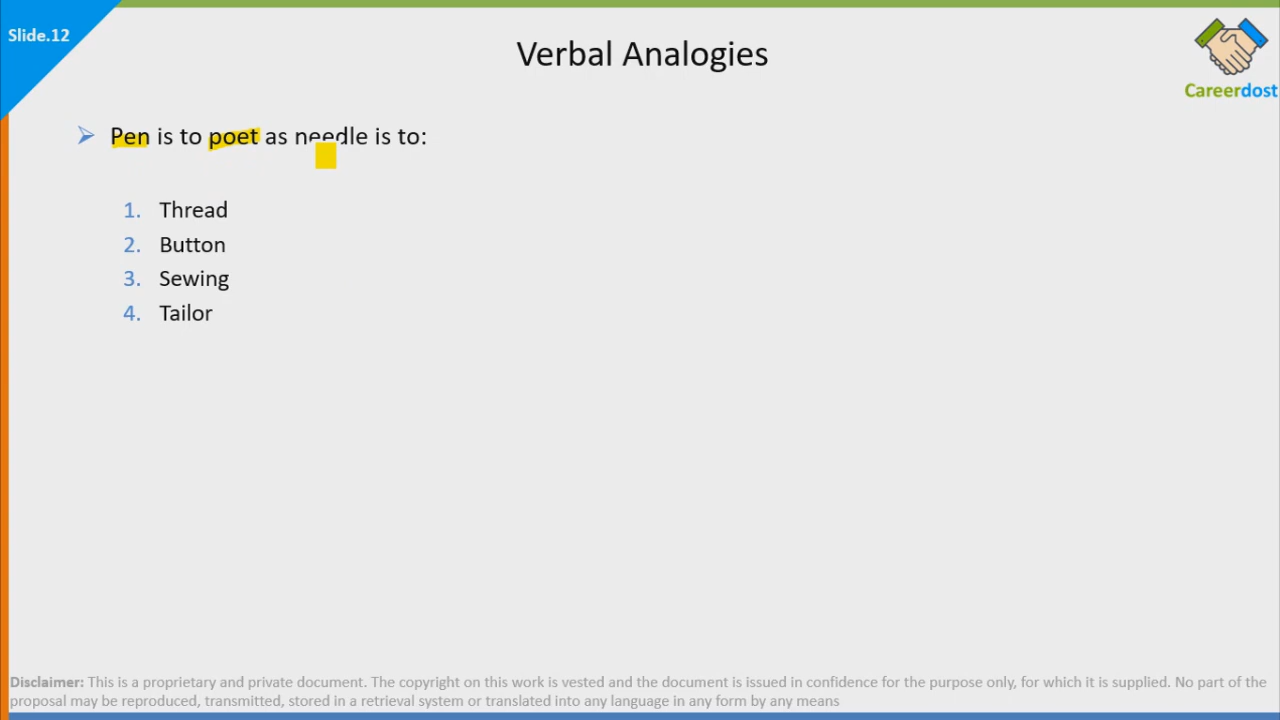 Slide.12
Verbal Analogies
Careerdost
Pen is to poet as needle is to:
1. Thread
2. Button
3. Sewing
4. Tailor
Disclaimer: This is a proprietary and private document. The copyright on this work is vested and the document is issued in confidence for the purpose only, for which it is supplied. No part of the
proposal may be reproduced, transmitted, stored in a retrieval system or translated into any language in any form by any means